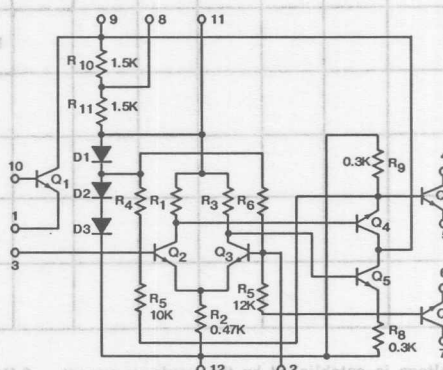 9 8 11
R10 1.5K
R11 1.5K
D1
10 Q1 D2 R4 R1 R3 R6 0.3K R9
1 D3 Q2 Q3 Q4
3 R5 10K R2 0.47K R5 12K Q5
R8 0.3K
12 2